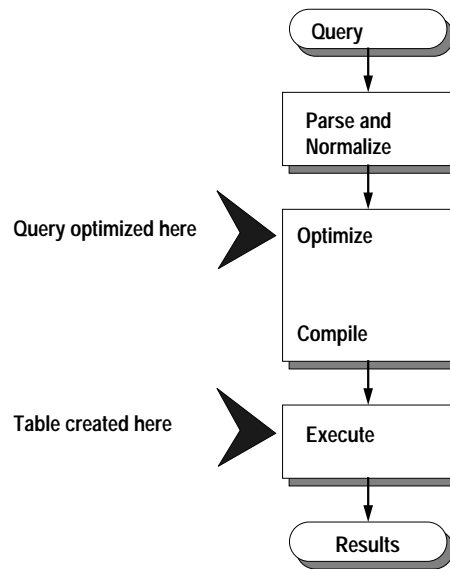 Query
Parse and
Normalize
Query optimized here
Optimize
Compile
Table created here
Execute
Results